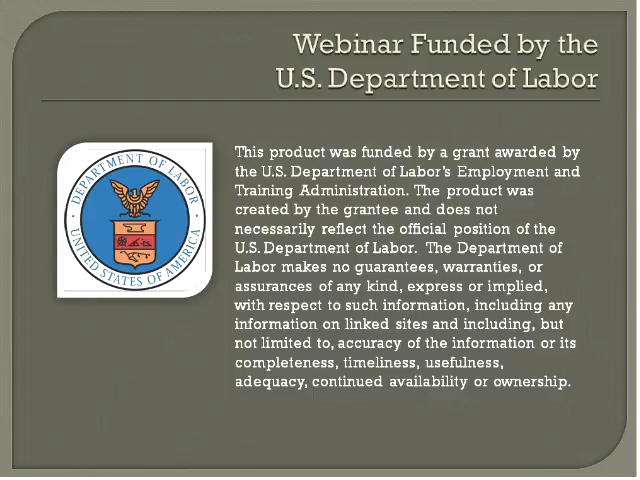 Webinar Funded by the
U.S. Department of Labor
DEPARTMENT OF LABOR
UNITED STATES OF AMERICA
This product was funded by a grant awarded by
the U.S. Department of Labor's Employment and
Training Administration. The product was
created by the grantee and does not
necessarily reflect the official position of the
U.S. Department of Labor. The Department of
Labor makes no guarantees, warranties, or
assurances of any kind, express or implied,
with respect to such information, including any
information on linked sites and including, but
not limited to, accuracy of the information or its
completeness, timeliness, usefulness,
adequacy, continued availability or ownership.